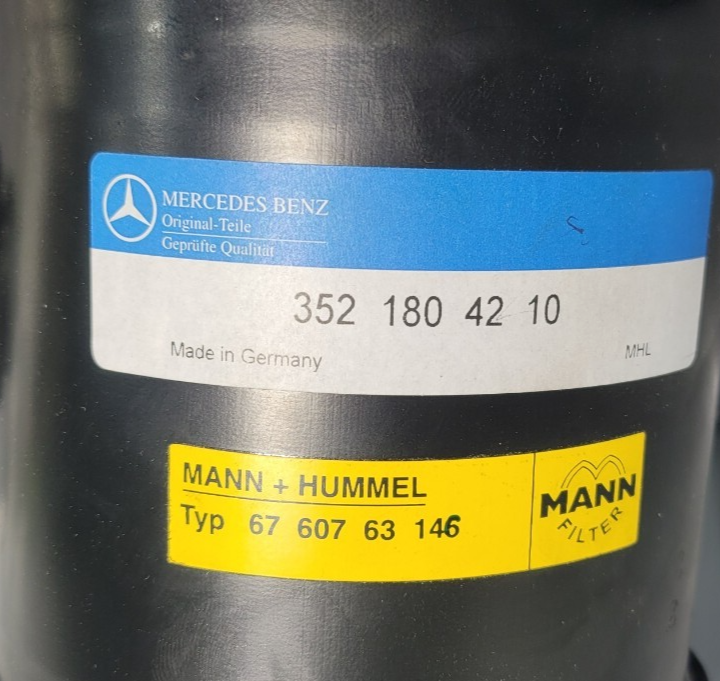 MERCEDES BENZ
Original-Teile
Geprüfte Qualität
352 180 42 10
Made in Germany
MHL
MANN + HUMMEL
Typ 67 607 63 146
MANN
FILTER